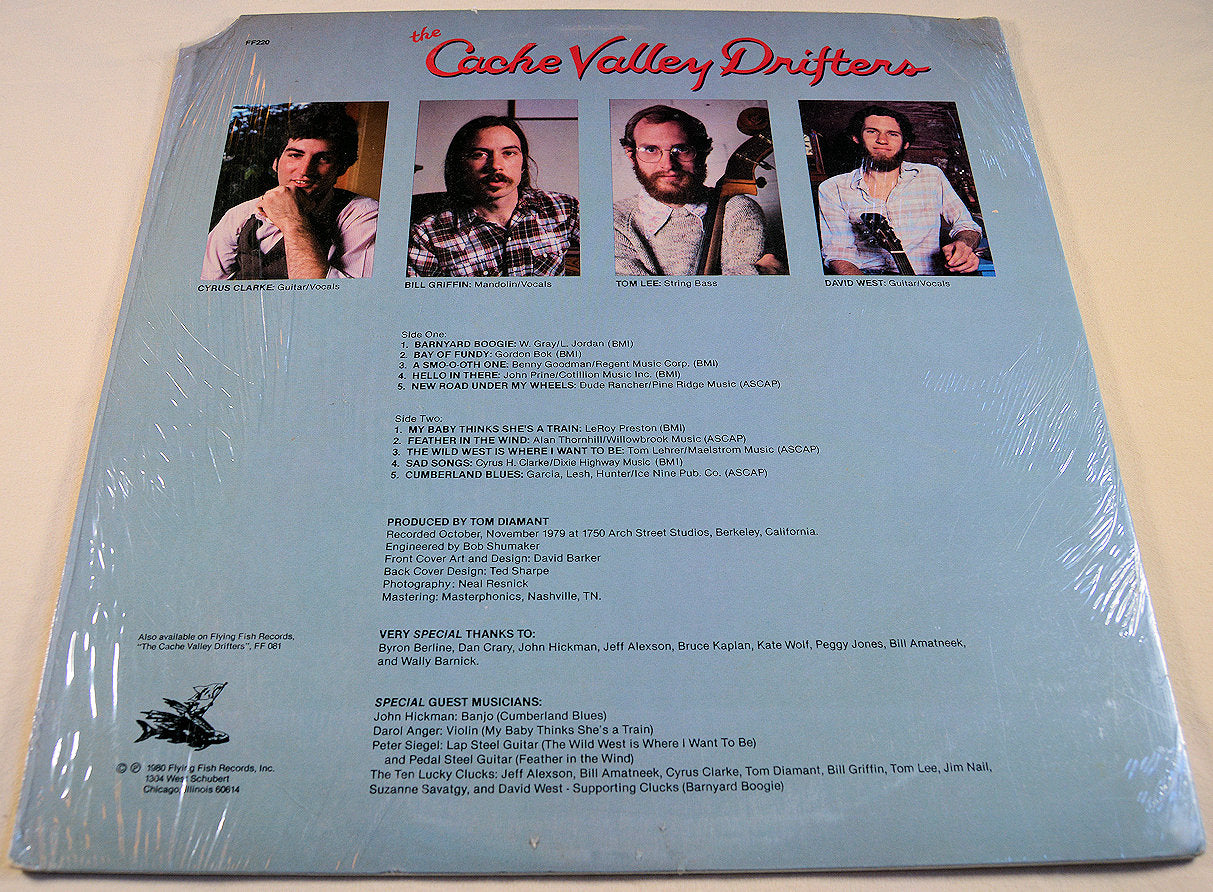 FF220
the
Cache Valley Drifters
CYRUS CLARKE: Guitar/Vocals
BILL GRIFFIN: Mandolin/Vocals
TOM LEE: String Bass
DAVID WEST: Guitar/Vocals
Side One:
1. BARNYARD BOOGIE: W. Gray/L. Jordan (BMI)
2. BAY OF FUNDY: Gordon Bok (BMI)
3. A SMO-O-OTH ONE: Benny Goodman/Regent Music Corp. (BMI)
4. HELLO IN THERE: John Prine/Cotillion Music Inc. (BMI)
5. NEW ROAD UNDER MY WHEELS: Dude Rancher/Pine Ridge Music (ASCAP)
Side Two:
1. MY BABY THINKS SHE'S A TRAIN: LeRoy Preston (BMI)
2. FEATHER IN THE WIND: Alan Thornhill/Willowbrook Music (ASCAP)
3. THE WILD WEST IS WHERE I WANT TO BE: Tom Lehrer/Maelstrom Music (ASCAP)
4. SAD SONGS: Cyrus H. Clarke/Dixie Highway Music (BMI)
5. CUMBERLAND BLUES: Garcia, Lesh, Hunter/Ice Nine Pub. Co. (ASCAP)
PRODUCED BY TOM DIAMANT
Recorded October, November 1979 at 1750 Arch Street Studios, Berkeley, California.
Engineered by Bob Shumaker
Front Cover Art and Design: David Barker
Back Cover Design: Ted Sharpe
Photography: Neal Resnick
Mastering: Masterphonics, Nashville, TN.
Also available on Flying Fish Records,
"The Cache Valley Drifters", FF 081
VERY SPECIAL THANKS TO:
Byron Berline, Dan Crary, John Hickman, Jeff Alexson, Bruce Kaplan, Kate Wolf, Peggy Jones, Bill Amatneek,
and Wally Barnick.
SPECIAL GUEST MUSICIANS:
John Hickman: Banjo (Cumberland Blues)
Darol Anger: Violin (My Baby Thinks She's a Train)
Peter Siegel: Lap Steel Guitar (The Wild West is Where I Want To Be)
and Pedal Steel Guitar (Feather in the Wind)
The Ten Lucky Clucks: Jeff Alexson, Bill Amatneek, Cyrus Clarke, Tom Diamant, Bill Griffin, Tom Lee, Jim Nail,
Suzanne Savatgy, and David West - Supporting Clucks (Barnyard Boogie)
© ℗ 1980 Flying Fish Records, Inc.
1304 West Schubert
Chicago, Illinois 60614